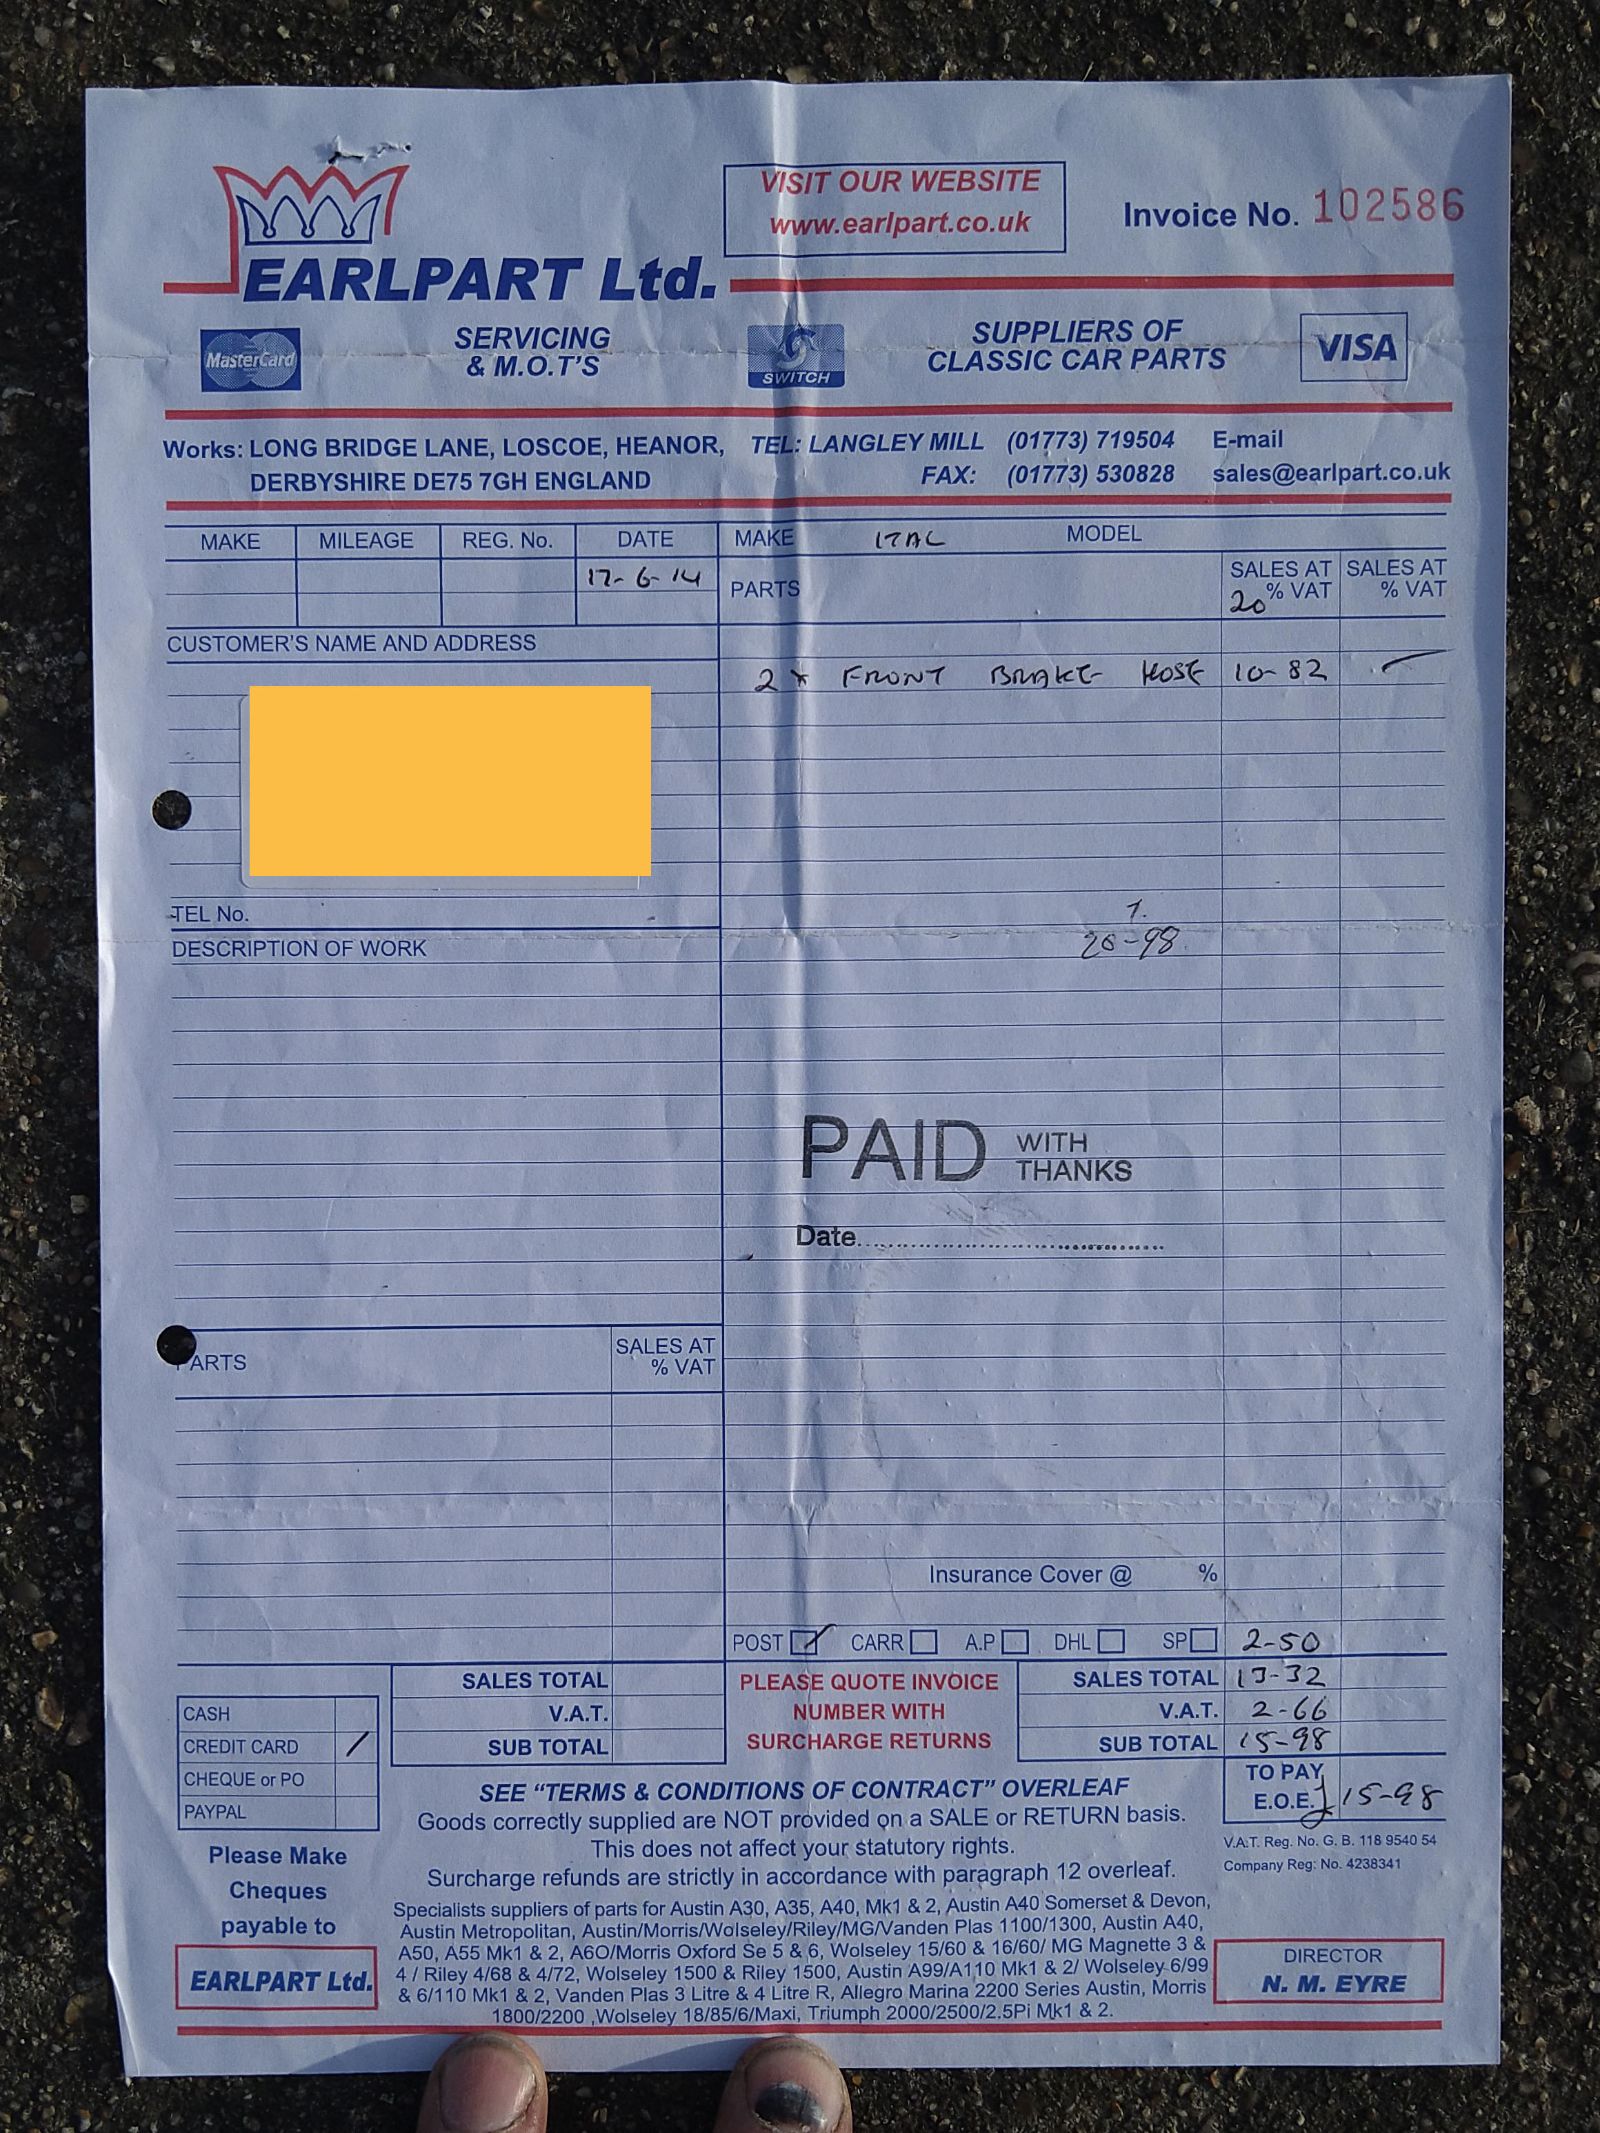 VISIT OUR WEBSITE
www.earlpart.co.uk
Invoice No. 102586
EARLPART Ltd.
MasterCard
SERVICING
& M.O.T'S
SWITCH
SUPPLIERS OF
CLASSIC CAR PARTS
VISA
Works: LONG BRIDGE LANE, LOSCOE, HEANOR,
DERBYSHIRE DE75 7GH ENGLAND
TEL: LANGLEY MILL (01773) 719504
FAX: (01773) 530828
E-mail
sales@earlpart.co.uk
MAKE MILEAGE REG. No. DATE
17-6-14
MAKE ITAL MODEL
PARTS
SALES AT
20 % VAT
SALES AT
% VAT
CUSTOMER'S NAME AND ADDRESS
2 x FRONT BRAKE HOSE 10-82
TEL No.
DESCRIPTION OF WORK
20-98
PAID WITH
THANKS
Date
PARTS
SALES AT
% VAT
Insurance Cover @ %
POST CARR A.P DHL SP 2-50
SALES TOTAL
V.A.T.
SUB TOTAL
PLEASE QUOTE INVOICE
NUMBER WITH
SURCHARGE RETURNS
SALES TOTAL 13-32
V.A.T. 2-66
SUB TOTAL 15-98
CASH
CREDIT CARD /
CHEQUE or PO
PAYPAL
TO PAY
E.O.E. 15-98
SEE “TERMS & CONDITIONS OF CONTRACT” OVERLEAF
Goods correctly supplied are NOT provided on a SALE or RETURN basis.
This does not affect your statutory rights.
Surcharge refunds are strictly in accordance with paragraph 12 overleaf.
V.A.T. Reg. No. G. B. 118 9540 54
Company Reg: No. 4238341
Please Make
Cheques
payable to
EARLPART Ltd.
Specialists suppliers of parts for Austin A30, A35, A40, Mk1 & 2, Austin A40 Somerset & Devon,
Austin Metropolitan, Austin/Morris/Wolseley/Riley/MG/Vanden Plas 1100/1300, Austin A40,
A50, A55 Mk1 & 2, A6O/Morris Oxford Se 5 & 6, Wolseley 15/60 & 16/60/ MG Magnette 3 &
4 / Riley 4/68 & 4/72, Wolseley 1500 & Riley 1500, Austin A99/A110 Mk1 & 2/ Wolseley 6/99
& 6/110 Mk1 & 2, Vanden Plas 3 Litre & 4 Litre R, Allegro Marina 2200 Series Austin, Morris
1800/2200 ,Wolseley 18/85/6/Maxi, Triumph 2000/2500/2.5Pi Mk1 & 2.
DIRECTOR
N. M. EYRE